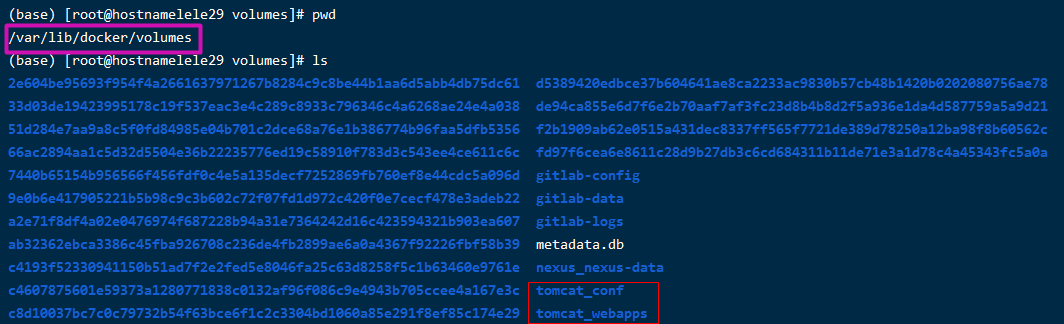 (base) [root@hostnamelele29 volumes]# pwd
/var/lib/docker/volumes
(base) [root@hostnamelele29 volumes]# ls
2e604be95693f954f4a2661637971267b8284c9c8be44b1aa6d5abb4db75dc61 d5389420edbce37b604641ae8ca2233ac9830b57cb48b1420b0202080756ae78
33d03de19423995178c19f537eac3e4c289c8933c796346c4a6268ae24e4a038 de94ca855e6d7f6e2b70aaf7af3fc23d8b4b8d2f5a936e1da4d587759a5a9d21
51d284e7aa9a8c5f0fd84985e04b701c2dce68a76e1b386774b96faa5dfb5356 f2b1909ab62e0515a431dec8337ff565f7721de389d78250a12ba98f8b60562c
66ac2894aa1c5d32d5504e36b22235776ed19c58910f783d3c543ee4ce611c6c fd97f6cea6e8611c28d9b27db3c6cd684311b11de71e3a1d78c4a45343fc5a0a
7440b65154b956566f456fdf0c4e5a135decf7252869fb760ef8e44cdc5a096d gitlab-config
9e0b6e417905221b5b98c9c3b602c72f07fd1d972c420f0e7cecf478e3adeb22 gitlab-data
a2e71f8df4a02e0476974f687228b94a31e7364242d16c423594321b903ea607 gitlab-logs
ab32362ebca3386c45fba926708c236de4fb2899ae6a0a4367f92226fbf58b39 metadata.db
c4193f52330941150b51ad7f2e2fed5e8046fa25c63d8258f5c1b63460e9761e nexus_nexus-data
c4607875601e59373a1280771838c0132af96f086c9e4943b705ccee4a167e3c tomcat_conf
c8d10037bc7c0c79732b54f63bce6f1c2c3304bd1060a85e291f8ef85c174e29 tomcat_webapps